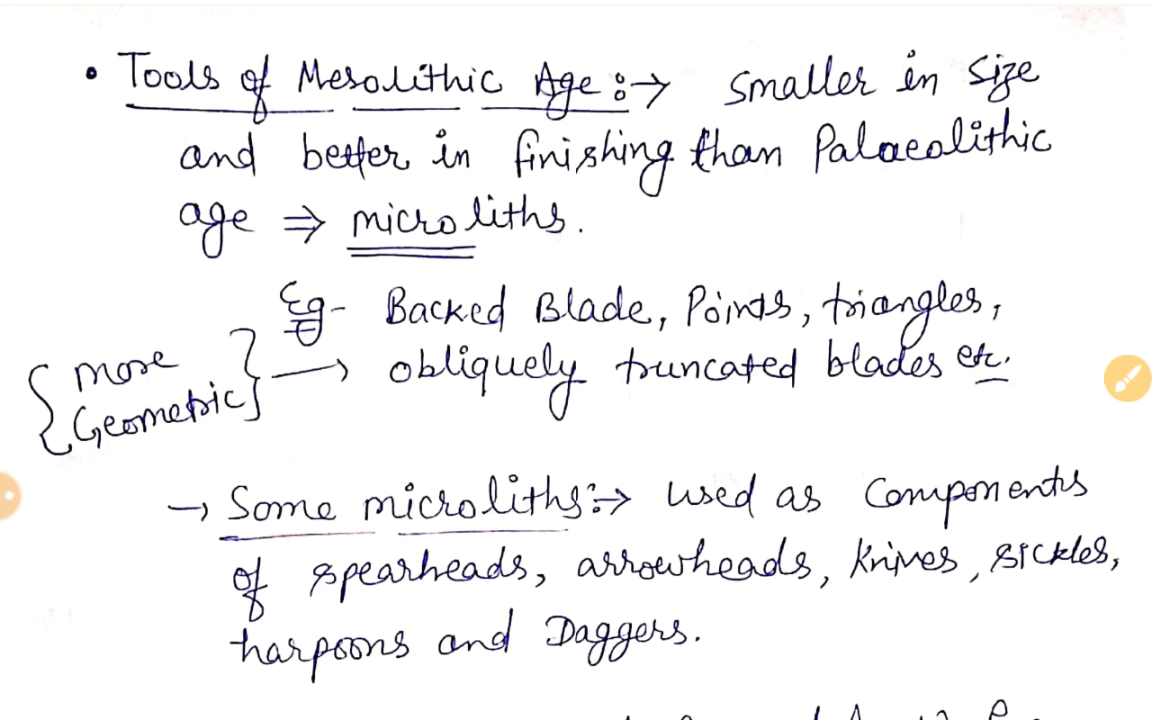 • Tools of Mesolithic Age :→ Smaller in size
and better in finishing than Palaeolithic
age ⇒ microliths.
Eg- Backed Blade, Points, triangles,
{ more Geometric } → obliquely truncated blades etc.
→ Some microliths :→ used as components
of spearheads, arrowheads, Knives, sickles,
harpoons and Daggers.